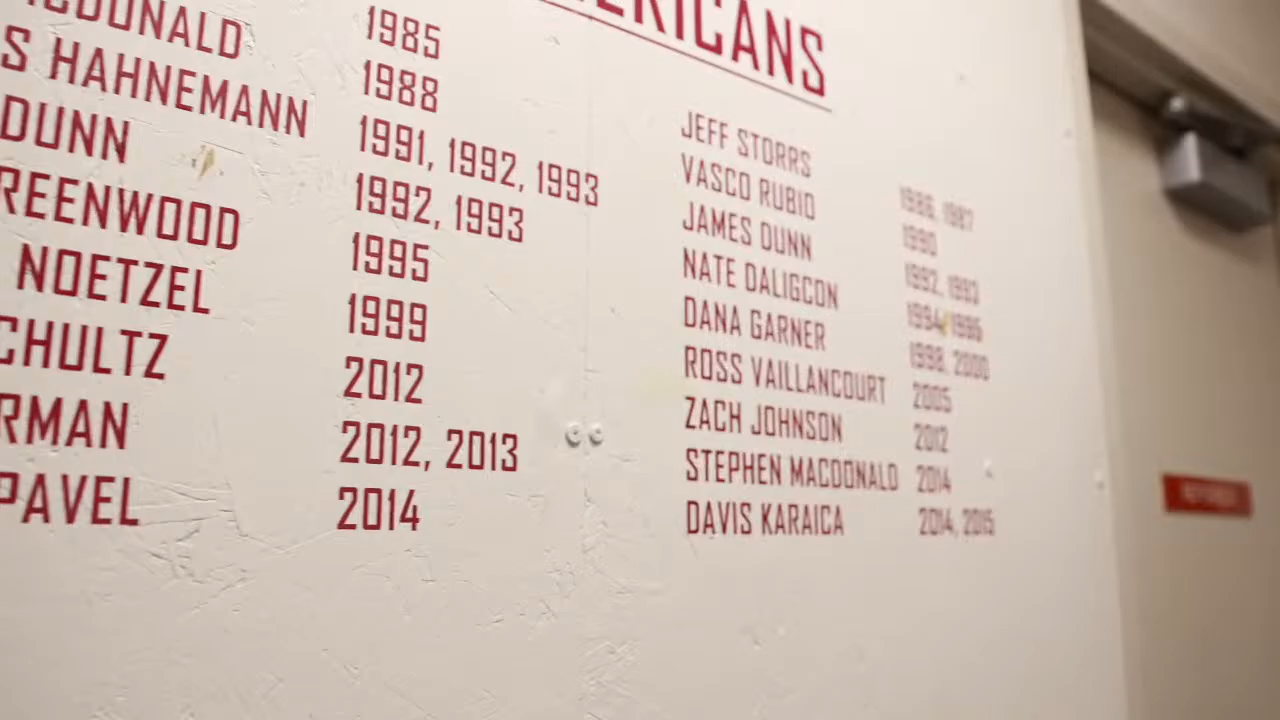 ERICANS
1985
CDONALD 1988
S HAHNEMANN 1991, 1992, 1993
DUNN 1992, 1993
REENWOOD 1995
NOETZEL 1999
CHULTZ 2012
RMAN 2012, 2013
PAVEL 2014
JEFF STORRS 1986, 1987
VASCO RUBIO 1990
JAMES DUNN 1992, 1993
NATE DALIGCON 1994
DANA GARNER 1998, 2000
ROSS VAILLANCOURT 2005
ZACH JOHNSON 2012
STEPHEN MACDONALD 2014
DAVIS KARAICA 2014, 2015